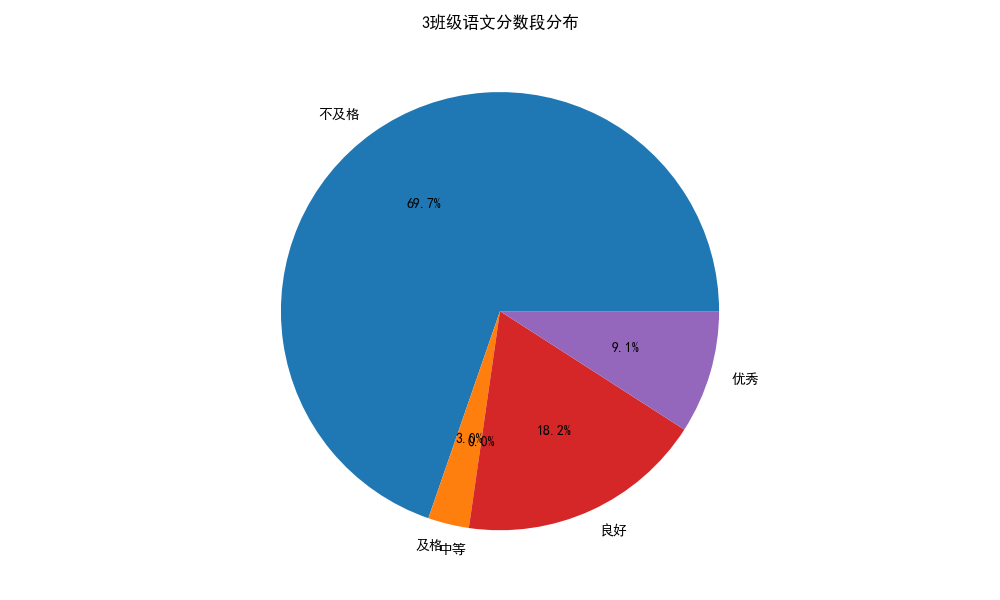 3班级语文分数段分布
不及格
69.7%
9.1%
优秀
18.2%
3.0%
0.0%
良好
及格
中等